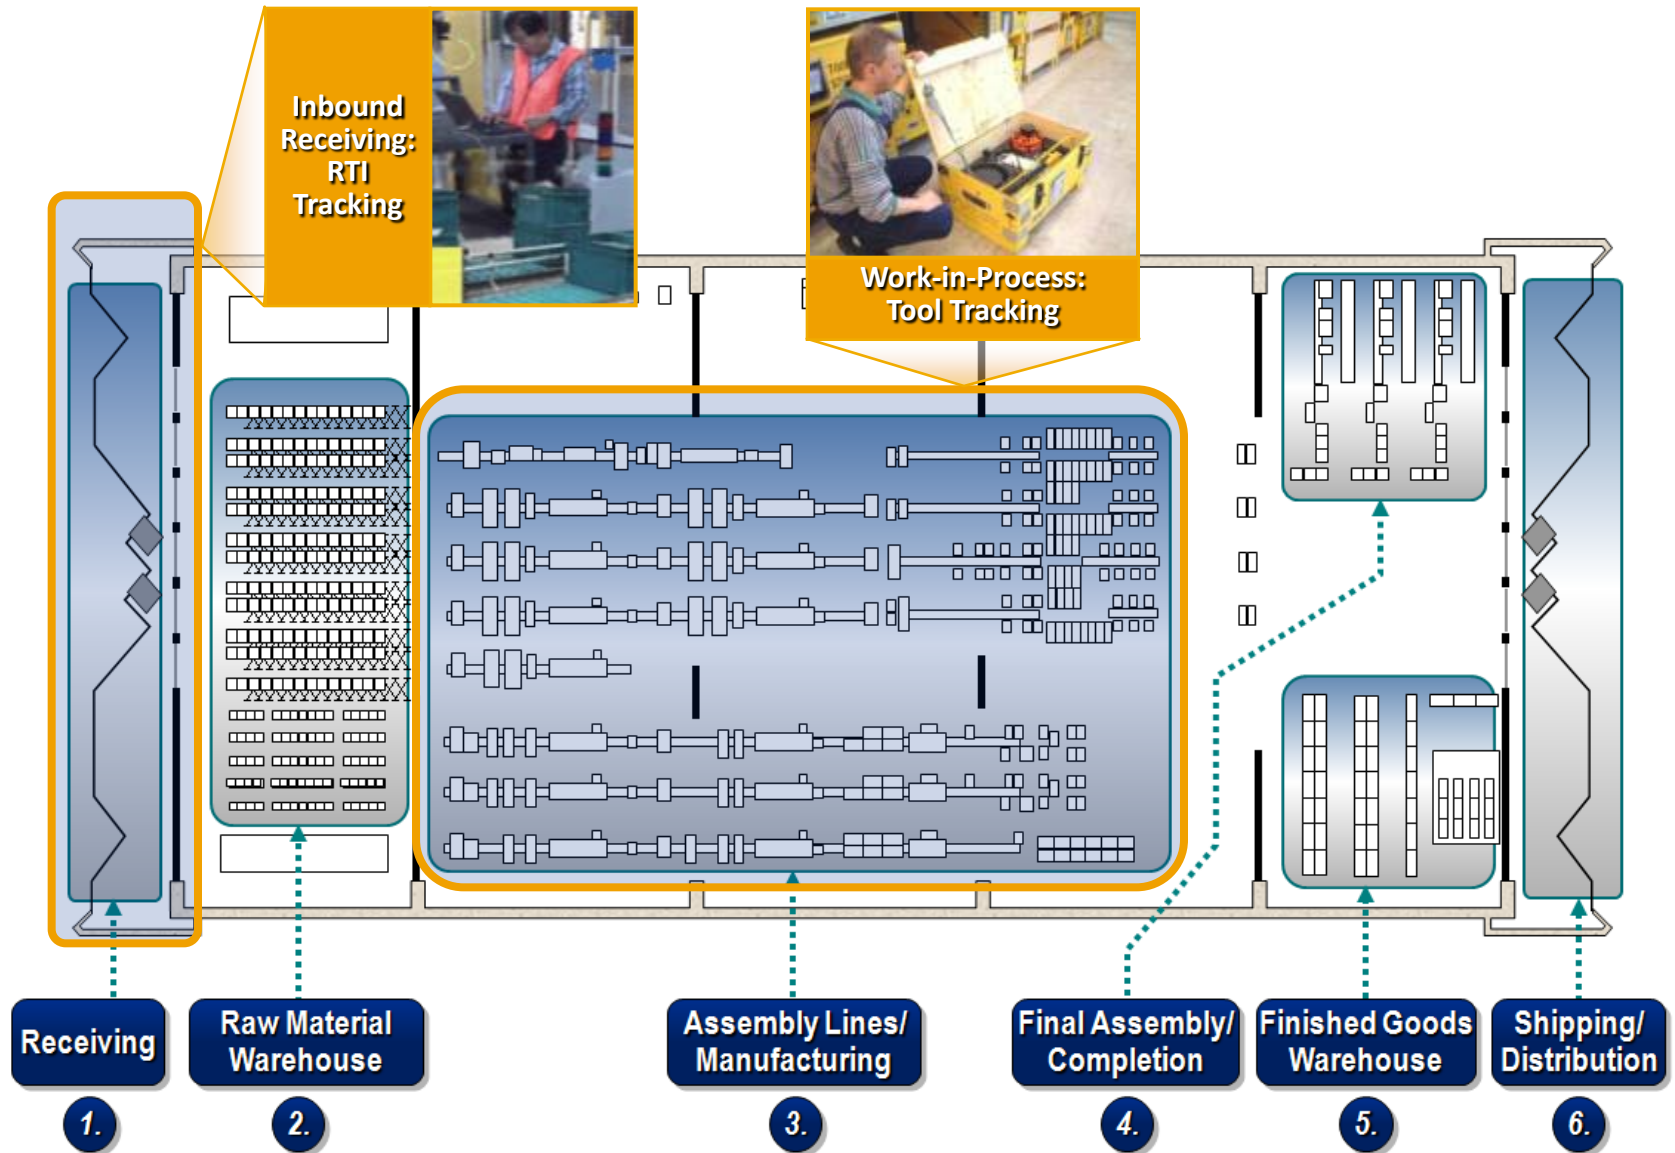 Inbound
Receiving:
RTI
Tracking
Work-in-Process:
Tool Tracking
Receiving
Raw Material
Warehouse
Assembly Lines/
Manufacturing
Final Assembly/
Completion
Finished Goods
Warehouse
Shipping/
Distribution
1.
2.
3.
4.
5.
6.